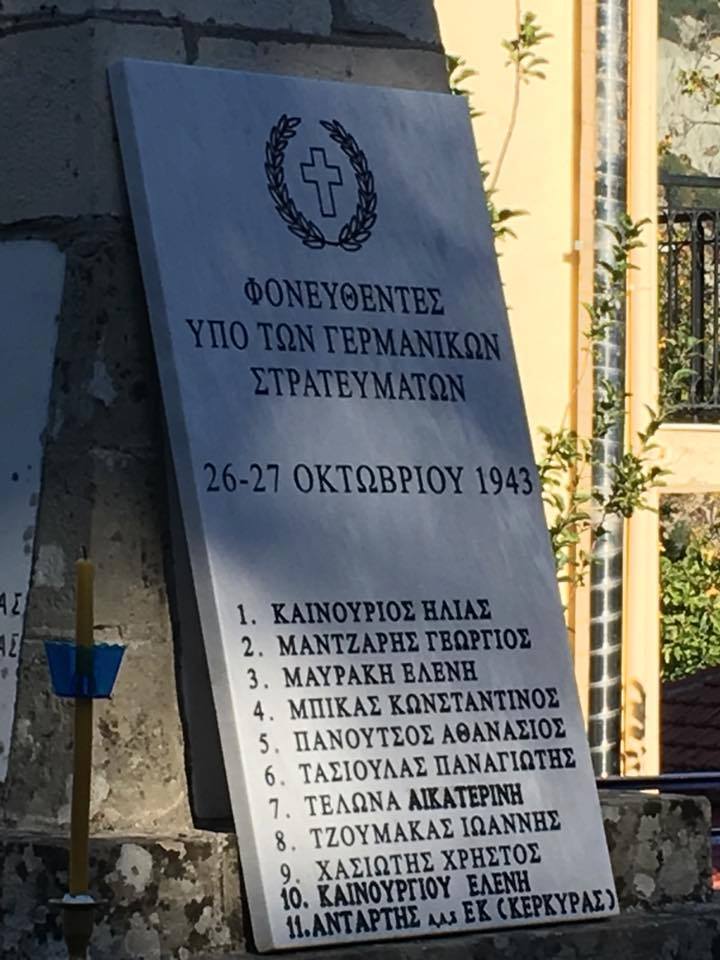 ΦΟΝΕΥΘΕΝΤΕΣ
ΥΠΟ ΤΩΝ ΓΕΡΜΑΝΙΚΩΝ
ΣΤΡΑΤΕΥΜΑΤΩΝ
26-27 ΟΚΤΩΒΡΙΟΥ 1943
1. ΚΑΙΝΟΥΡΙΟΣ ΗΛΙΑΣ
2. ΜΑΝΤΖΑΡΗΣ ΓΕΩΡΓΙΟΣ
3. ΜΑΥΡΑΚΗ ΕΛΕΝΗ
4. ΜΠΙΚΑΣ ΚΩΝΣΤΑΝΤΙΝΟΣ
5. ΠΑΝΟΥΤΣΟΣ ΑΘΑΝΑΣΙΟΣ
6. ΤΑΣΙΟΥΛΑΣ ΠΑΝΑΓΙΩΤΗΣ
7. ΤΕΛΩΝΑ ΑΙΚΑΤΕΡΙΝΗ
8. ΤΖΟΥΜΑΚΑΣ ΙΩΑΝΝΗΣ
9. ΧΑΣΙΩΤΗΣ ΧΡΗΣΤΟΣ
10. ΚΑΙΝΟΥΡΓΙΟΥ ΕΛΕΝΗ
11. ΑΝΤΑΡΤΗΣ ΕΚ (ΚΕΡΚΥΡΑΣ)